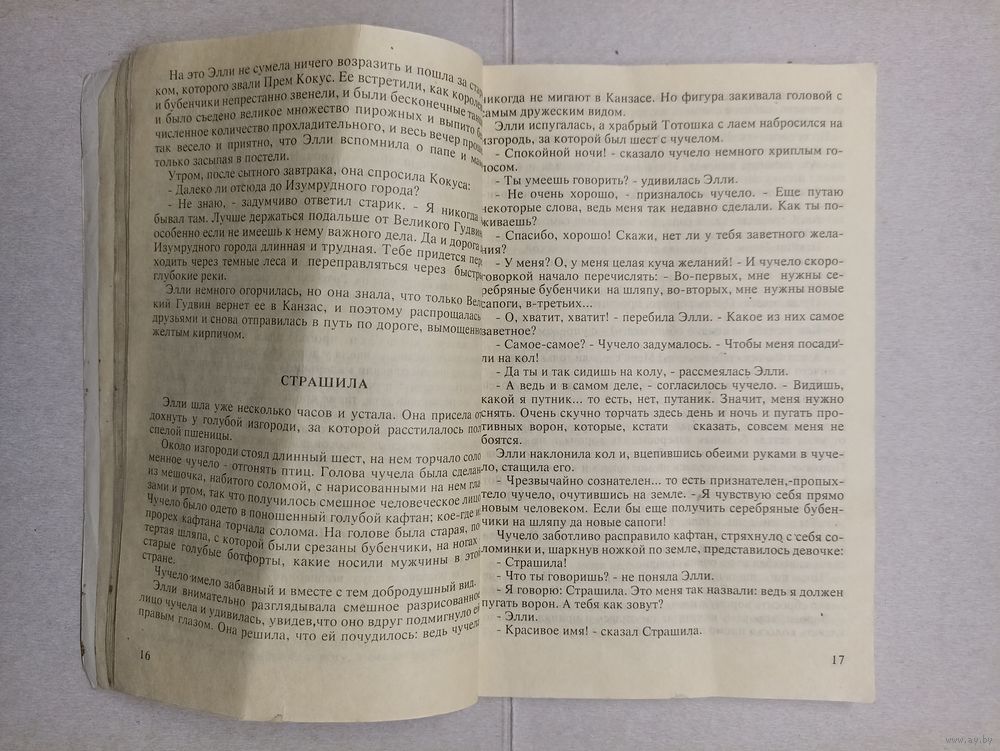 На это Элли не сумела ничего возразить и пошла за стар
ком, которого звали Прем Кокус. Ее встретили, как короле
и бубенчики непрестанно звенели, и были бесконечные тан
и было съедено великое множество пирожных и выпито бе
численное количество прохладительного, и весь вечер прош
так весело и приятно, что Элли вспомнила о папе и мам
только засыпая в постели.
Утром, после сытного завтрака, она спросила Кокуса:
- Далеко ли отсюда до Изумрудного города?
- Не знаю, - задумчиво ответил старик. - Я никогда
бывал там. Лучше держаться подальше от Великого Гудвин
особенно если не имеешь к нему важного дела. Да и дорога
Изумрудного города длинная и трудная. Тебе придется пер
ходить через темные леса и переправляться через быстры
глубокие реки.
Элли немного огорчилась, но она знала, что только Вел
кий Гудвин вернет ее в Канзас, и поэтому распрощалась
друзьями и снова отправилась в путь по дороге, вымощенно
желтым кирпичом.
СТРАШИЛА
Элли шла уже несколько часов и устала. Она присела от
дохнуть у голубой изгороди, за которой расстилалось пол
спелой пшеницы.
Около изгороди стоял длинный шест, на нем торчало соло
менное чучело - отгонять птиц. Голова чучела была сделан
из мешочка, набитого соломой, с нарисованными на нем гла
зами и ртом, так что получилось смешное человеческое лицо
Чучело было одето в поношенный голубой кафтан; кое-где и
прорех кафтана торчала солома. На голове была старая, по
тертая шляпа, с которой были срезаны бубенчики, на ногах
старые голубые ботфорты, какие носили мужчины в этой
стране.
Чучело имело забавный и вместе с тем добродушный вид.
Элли внимательно разглядывала смешное разрисованное
лицо чучела и удивилась, увидев,что оно вдруг подмигнуло ей
правым глазом. Она решила, что ей почудилось: ведь чучела
16
никогда не мигают в Канзасе. Но фигура закивала головой с
самым дружеским видом.
Элли испугалась, а храбрый Тотошка с лаем набросился на
изгородь, за которой был шест с чучелом.
- Спокойной ночи! - сказало чучело немного хриплым го-
лосом.
- Ты умеешь говорить? - удивилась Элли.
- Не очень хорошо, - призналось чучело. - Еще путаю
некоторые слова, ведь меня так недавно сделали. Как ты по-
живаешь?
- Спасибо, хорошо! Скажи, нет ли у тебя заветного жела-
ния?
- У меня? О, у меня целая куча желаний! - И чучело скоро-
говоркой начало перечислять: - Во-первых, мне нужны се-
ребряные бубенчики на шляпу, во-вторых, мне нужны новые
сапоги, в-третьих...
- О, хватит, хватит! - перебила Элли. - Какое из них самое
заветное?
- Самое-самое? - Чучело задумалось. - Чтобы меня посади-
ли на кол!
- Да ты и так сидишь на колу, - рассмеялась Элли.
- А ведь и в самом деле, - согласилось чучело. - Видишь,
какой я путник... то есть, нет, путаник. Значит, меня нужно
снять. Очень скучно торчать здесь день и ночь и пугать про-
тивных ворон, которые, кстати сказать, совсем меня не
боятся.
Элли наклонила кол и, вцепившись обеими руками в чуче-
ло, стащила его.
- Чрезвычайно сознателен... то есть признателен,-пропых-
тело чучело, очутившись на земле. - Я чувствую себя прямо
новым человеком. Если бы еще получить серебряные бубен-
чики на шляпу да новые сапоги!
Чучело заботливо расправило кафтан, стряхнуло с себя со-
ломинки и, шаркнув ножкой по земле, представилось девочке:
- Страшила!
- Что ты говоришь? - не поняла Элли.
- Я говорю: Страшила. Это меня так назвали: ведь я должен
пугать ворон. А тебя как зовут?
- Элли.
- Красивое имя! - сказал Страшила.
17
www.ay.by